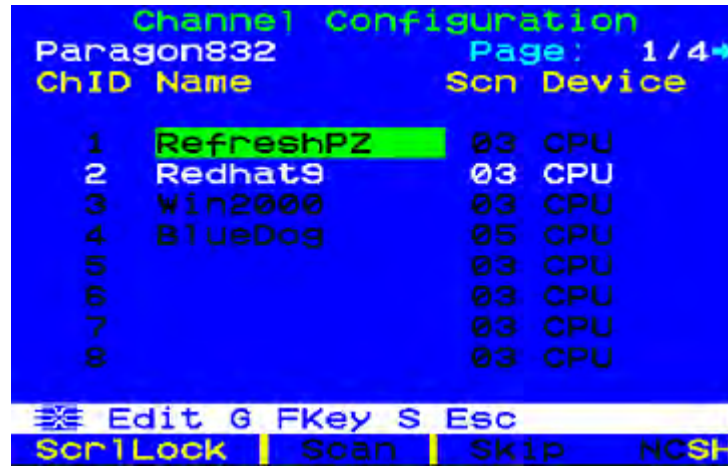 Channel Configuration
Paragon832 Page: 1/4
ChID Name Scn Device
1 RefreshPZ 03 CPU
2 Redhat9 03 CPU
3 Win2000 03 CPU
4 BlueDog 05 CPU
5 03 CPU
6 03 CPU
7 03 CPU
8 03 CPU
Edit G FKey S Esc
ScrlLock Scan Skip NCSH